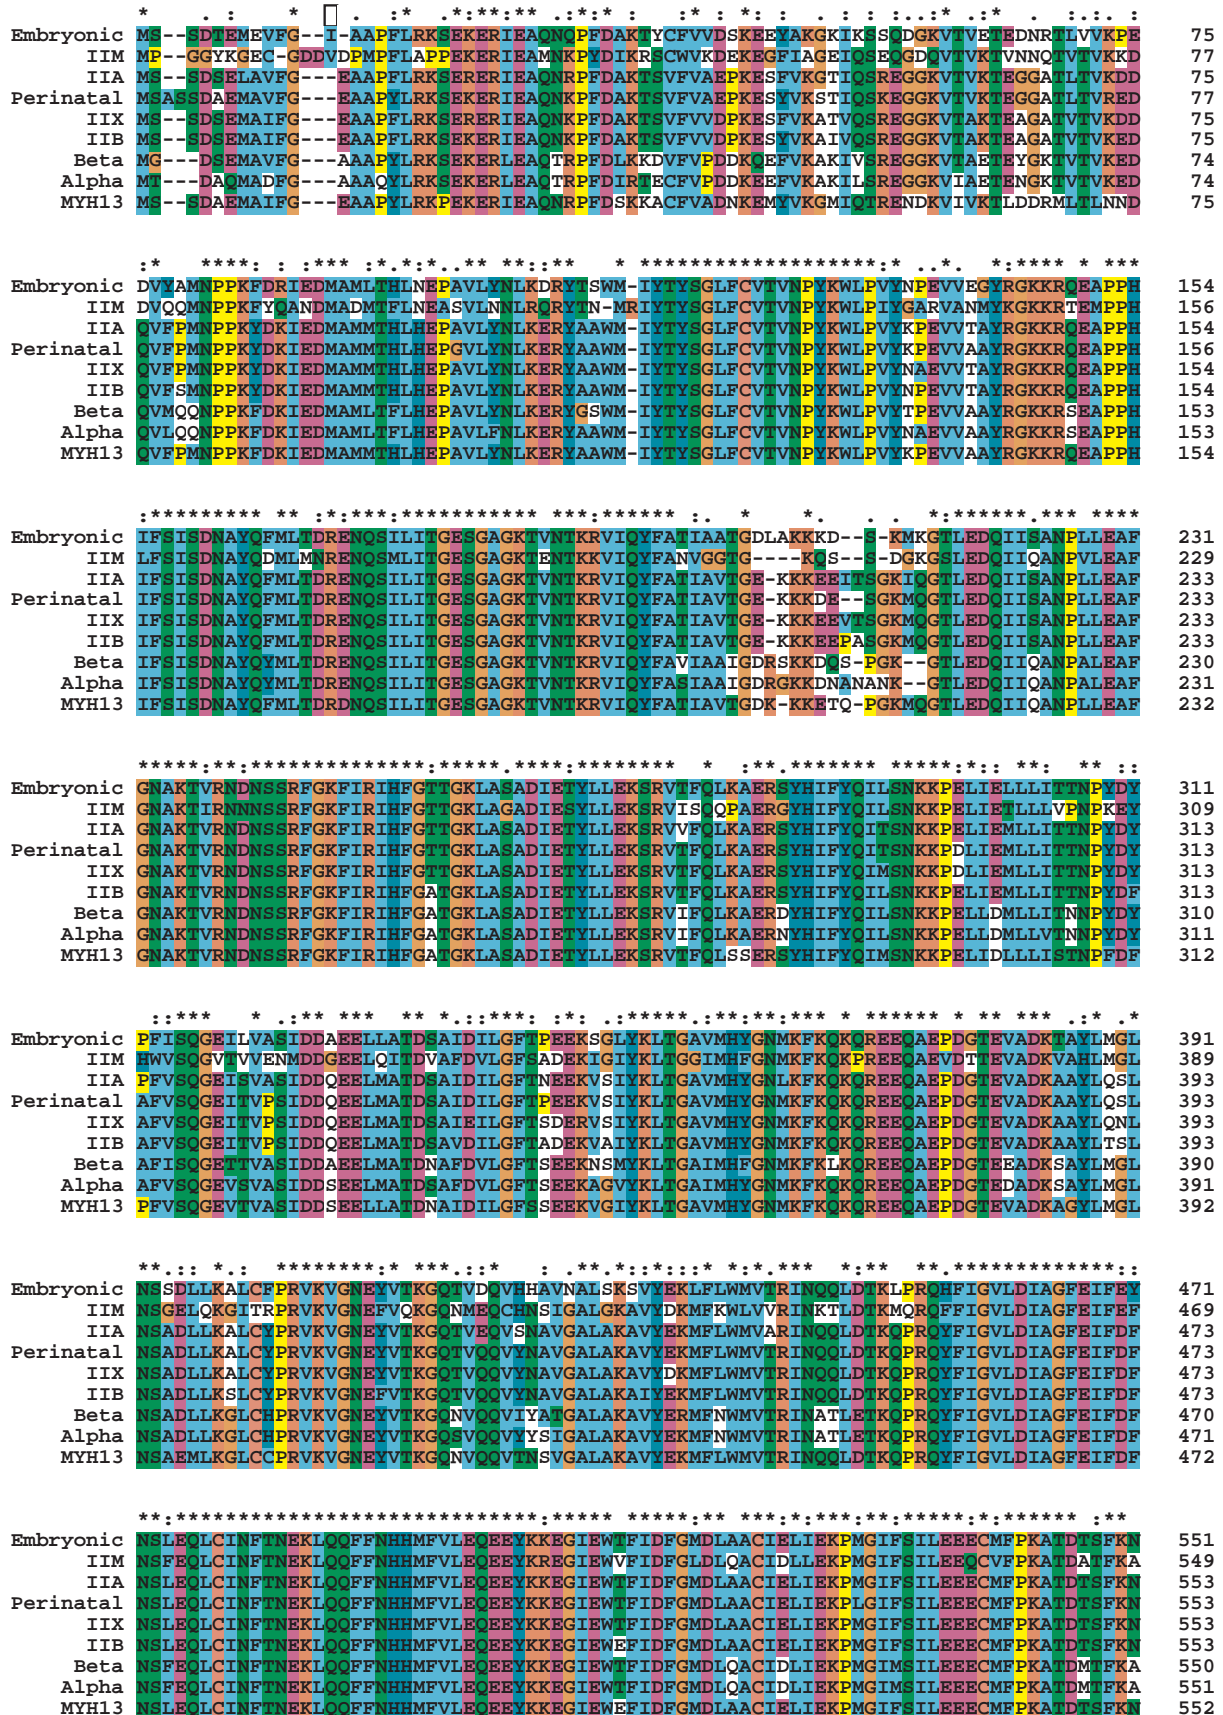 * . : * . :* .:**:** .:*:* : :* : *: : . : : :..:* .:* . :.:. :
Embryonic MS--SDTEMEVFG--I-AAPFLRKSEKERIEAQNQPFDAKTYCFVVDSKEEYAKGKIKSSQDGKVTVETEDNRTLVVKPE 75
IIM MP--GGYKGEC-GDDVDPMPFLAPPEKERIEAMNKPYDIKRSCWVKDEKEGFIAGEIQSEQGDQVTVKTVNNQTVTVKKD 77
IIA MS--SDSELAVFG---EAAPFLRKSEKERIEAQNRPFDAKTSVFVAEPKESFVKGTIQSREGGKVTVKTEGGATLTVKDD 75
Perinatal MSASSDAEMAVFG---EAAPYLRKSEKERIEAQNKPFDAKTSVFVAEPKESYVKSTIQSKEGGKVTVKTEGGATLTVRED 77
IIX MS--SDSEMAIFG---EAAPFLRKSEKERIEAQNKPFDAKTSVFVVDPKESFVKATVQSREGGKVTAKTEAGATVTVKDD 75
IIB MS--SDSEMAIFG---EAAPFLRKSEKERIEAQNKPFDAKTSVFVVDPKESYVKAIVQSREGGKVTAKTEAGATVTVKED 75
Beta MG---DSEMAVFG---AAAPYLRKSEKERLEAQTRPFDLKKDVFVPDDKQEFVKAKIVSREGGKVTAETEYGKTVTVKED 74
Alpha MT---DAQMADFG---AAAQYLRKSEKERLEAQTRPFDIRTECFVPDDKEEFVKAKILSREGGKVIAETENGKTVTVKED 74
MYH13 MS--SDAEMAIFG---EAAPYLRKPEKERIEAQNRPFDSKKACFVADNKEMYVKGMIQTRENDKVIVKTLDDRMLTLNND 75
:* ****: : :*** :*.*:*..** **::** * *****************:* ..*. *:**** * ***
Embryonic DVYAMNPPKFDRIEDMAMLTHLNEPAVLYNLKDRYTSWM-IYTYSGLFCVTVNPYKWLPVYNPEVVEGYRGKKRQEAPPH 154
IIM DVQQMNPPKFYQANDMADMTFLNEASVLNNLRQRYTN-MRIYTYSGLFCVTVNPYKWLPIYGARVANMYRGKKRTEMPPH 156
IIA QVFPMNPPKYDKIEDMAMMTHLHEPAVLYNLKERYAAWM-IYTYSGLFCVTVNPYKWLPVYKPEVVTAYRGKKRQEAPPH 154
Perinatal QVFPMNPPKYDKIEDMAMMTHLHEPGVLYNLKERYAAWM-IYTYSGLFCVTVNPYKWLPVYKPEVVAAYRGKKRQEAPPH 156
IIX QVFPMNPPKYDKIEDMAMMTHLHEPAVLYNLKERYAAWM-IYTYSGLFCVTVNPYKWLPVYNAEVVTAYRGKKRQEAPPH 154
IIB QVFSMNPPKYDKIEDMAMMTHLHEPAVLYNLKERYAAWM-IYTYSGLFCVTVNPYKWLPVYNPEVVTAYRGKKRQEAPPH 154
Beta QVMQQNPPKFDKIEDMAMLTFLHEPAVLYNLKERYGSWM-IYTYSGLFCVTVNPYKWLPVYTPEVVAAYRGKKRSEAPPH 153
Alpha QVLQQNPPKFDKIEDMAMLTFLHEPAVLFNLKERYAAWM-IYTYSGLFCVTVNPYKWLPVYNAEVVAAYRGKKRSEAPPH 153
MYH13 QVFPMNPPKFDKIEDMAMMTHLHEPAVLYNLKERYAAWM-IYTYSGLFCVTVNPYKWLPVYKPEVVAAYRGKKRQEAPPH 154
:********* ** :*:***:*********** ***:****** :. * *. . . *:******.*** ****
Embryonic IFSISDNAYQFMLTDRENQSILITGESGAGKTVNTKRVIQYFATIAATGDLAKKKD--S-KMKGTLEDQIISANPLLEAF 231
IIM LFSISDNAYQDMLMNRENQSMLITGESGAGKTENTKRVIQYFANVGGTG----KQS--S-DGKGSLEDQIIQANPVLEAF 229
IIA IFSISDNAYQFMLTDRENQSILITGESGAGKTVNTKRVIQYFATIAVTGE-KKKEEITSGKIQGTLEDQIISANPLLEAF 233
Perinatal IFSISDNAYQFMLTDRENQSILITGESGAGKTVNTKRVIQYFATIAVTGE-KKKDE--SGKMQGTLEDQIISANPLLEAF 233
IIX IFSISDNAYQFMLTDRENQSILITGESGAGKTVNTKRVIQYFATIAVTGE-KKKEEVTSGKMQGTLEDQIISANPLLEAF 233
IIB IFSISDNAYQFMLTDRENQSILITGESGAGKTVNTKRVIQYFATIAVTGE-KKKEEPASGKMQGTLEDQIISANPLLEAF 233
Beta IFSISDNAYQYMLTDRENQSILITGESGAGKTVNTKRVIQYFAVIAAIGDRSKKDQS-PGK--GTLEDQIIQANPALEAF 230
Alpha IFSISDNAYQYMLTDRENQSILITGESGAGKTVNTKRVIQYFASIAAIGDRGKKDNANANK--GTLEDQIIQANPALEAF 231
MYH13 IFSISDNAYQFMLTDRDNQSILITGESGAGKTVNTKRVIQYFATIAVTGDK-KKETQ-PGKMQGTLEDQIIQANPLLEAF 232
*****:**:**************:******.****:******** * :**.*************:*:: **: ** ::
Embryonic GNAKTVRNDNSSRFGKFIRIHFGTTGKLASADIETYLLEKSRVTFQLKAERSYHIFYQILSNKKPELIELLLITTNPYDY 311
IIM GNAKTVRNNNSSRFGKFIRIHFGTTGKLAGADIESYLLEKSRVISQQPAERGYHIFYQILSNKKPELIETLLLVPNPKEY 309
IIA GNAKTVRNDNSSRFGKFIRIHFGTTGKLASADIETYLLEKSRVVFQLKAERSYHIFYQITSNKKPELIEMLLITTNPYDY 313
Perinatal GNAKTVRNDNSSRFGKFIRIHFGTTGKLASADIETYLLEKSRVTFQLKAERSYHIFYQITSNKKPDLIEMLLITTNPYDY 313
IIX GNAKTVRNDNSSRFGKFIRIHFGTTGKLASADIETYLLEKSRVTFQLKAERSYHIFYQIMSNKKPDLIEMLLITTNPYDY 313
IIB GNAKTVRNDNSSRFGKFIRIHFGATGKLASADIETYLLEKSRVTFQLKAERSYHIFYQILSNKKPELIEMLLITTNPYDF 313
Beta GNAKTVRNDNSSRFGKFIRIHFGATGKLASADIETYLLEKSRVIFQLKAERDYHIFYQILSNKKPELLDMLLITNNPYDY 310
Alpha GNAKTVRNDNSSRFGKFIRIHFGATGKLASADIETYLLEKSRVIFQLKAERNYHIFYQILSNKKPELLDMLLVTNNPYDY 311
MYH13 GNAKTVRNDNSSRFGKFIRIHFGATGKLASADIETYLLEKSRVTFQLSSERSYHIFYQIMSNKKPELIDLLLISTNPFDF 312
::*** * .:** *** ** *.::***: :** :*****.:**:**:***:******* ******* .:* .*
Embryonic PFISQGEILVASIDDAEELLATDSAIDILGFTPEEKSGLYKLTGAVMHYGNMKFKQKQREEQAEPDGTEVADKTAYLMGL 391
IIM HWVSQGVTVVENMDDGEELQITDVAFDVLGFSADEKIGIYKLTGGIMHFGNMKFKQKPREEQAEVDTTEVADKVAHLMGL 389
IIA PFVSQGEISVASIDDQEELMATDSAIDILGFTNEEKVSIYKLTGAVMHYGNLKFKQKQREEQAEPDGTEVADKAAYLQSL 393
Perinatal AFVSQGEITVPSIDDQEELMATDSAIDILGFTPEEKVSIYKLTGAVMHYGNMKFKQKQREEQAEPDGTEVADKAAYLQSL 393
IIX AFVSQGEITVPSIDDQEELMATDSAIEILGFTSDERVSIYKLTGAVMHYGNMKFKQKQREEQAEPDGTEVADKAAYLQNL 393
IIB AFVSQGEITVPSIDDQEELMATDSAVDILGFTADEKVAIYKLTGAVMHYGNMKFKQKQREEQAEPDGTEVADKAAYLTSL 393
Beta AFISQGETTVASIDDAEELMATDNAFDVLGFTSEEKNSMYKLTGAIMHFGNMKFKLKQREEQAEPDGTEEADKSAYLMGL 390
Alpha AFVSQGEVSVASIDDSEELMATDSAFDVLGFTSEEKAGVYKLTGAIMHYGNMKFKQKQREEQAEPDGTEDADKSAYLMGL 391
MYH13 PFVSQGEVTVASIDDSEELLATDNAIDILGFSSEEKVGIYKLTGAVMHYGNMKFKQKQREEQAEPDGTEVADKAGYLMGL 392
**.:: *.: ********:* ***.: .*: : .**.*:::*: **:* *** *:** **.*************::
Embryonic NSSDLLKALCFPRVKVGNEYVTKGQTVDQVHHAVNALSKSVYEKLFLWMVTRINQQLDTKLPRQHFIGVLDIAGFEIFEY 471
IIM NSGELQKGITRPRVKVGNEFVQKGQNMEQCHNSIGALGKAVYDKMFKWLVVRINKTLDTKMQRQFFIGVLDIAGFEIFEF 469
IIA NSADLLKALCYPRVKVGNEYVTKGQTVEQVSNAVGALAKAVYEKMFLWMVARINQQLDTKQPRQYFIGVLDIAGFEIFDF 473
Perinatal NSADLLKALCYPRVKVGNEYVTKGQTVQQVYNAVGALAKAVYEKMFLWMVTRINQQLDTKQPRQYFIGVLDIAGFEIFDF 473
IIX NSADLLKALCYPRVKVGNEYVTKGQTVQQVYNAVGALAKAVYDKMFLWMVTRINQQLDTKQPRQYFIGVLDIAGFEIFDF 473
IIB NSADLLKSLCYPRVKVGNEFVTKGQTVQQVYNAVGALAKAIYEKMFLWMVTRINQQLDTKQPRQYFIGVLDIAGFEIFDF 473
Beta NSADLLKGLCHPRVKVGNEYVTKGQNVQQVIYATGALAKAVYERMFNWMVTRINATLETKQPRQYFIGVLDIAGFEIFDF 470
Alpha NSADLLKGLCHPRVKVGNEYVTKGQSVQQVYYSIGALAKAVYEKMFNWMVTRINATLETKQPRQYFIGVLDIAGFEIFDF 471
MYH13 NSAEMLKGLCCPRVKVGNEYVTKGQNVQQVTNSVGALAKAVYEKMFLWMVTRINQQLDTKQPRQYFIGVLDIAGFEIFDF 472
**:*****************************:****** *****:** ***:*:*****:*****:*:******* :**
Embryonic NSLEQLCINFTNEKLQQFFNHHMFVLEQEEYKKEGIEWTFIDFGMDLAACIELIEKPMGIFSILEEECMFPKATDTSFKN 551
IIM NSFEQLCINFTNEKLQQFFNHHMFVLEQEEYKREGIEWVFIDFGLDLQACIDLLEKPMGIFSILEEQCVFPKATDATFKA 549
IIA NSLEQLCINFTNEKLQQFFNHHMFVLEQEEYKKEGIEWTFIDFGMDLAACIELIEKPMGIFSILEEECMFPKATDTSFKN 553
Perinatal NSLEQLCINFTNEKLQQFFNHHMFVLEQEEYKKEGIEWTFIDFGMDLAACIELIEKPLGIFSILEEECMFPKATDTSFKN 553
IIX NSLEQLCINFTNEKLQQFFNHHMFVLEQEEYKKEGIEWTFIDFGMDLAACIELIEKPMGIFSILEEECMFPKATDTSFKN 553
IIB NSLEQLCINFTNEKLQQFFNHHMFVLEQEEYKKEGIEWEFIDFGMDLAACIELIEKPMGIFSILEEECMFPKATDTSFKN 553
Beta NSFEQLCINFTNEKLQQFFNHHMFVLEQEEYKKEGIEWTFIDFGMDLQACIDLIEKPMGIMSILEEECMFPKATDMTFKA 550
Alpha NSFEQLCINFTNEKLQQFFNHHMFVLEQEEYKKEGIEWTFIDFGMDLQACIDLIEKPMGIMSILEEECMFPKATDMTFKA 551
MYH13 NSLEQLCINFTNEKLQQFFNHHMFVLEQEEYKKEGIEWEFIDFGMDLAACIELIEKPMGIFSILEEECMFPKATDTSFKN 552